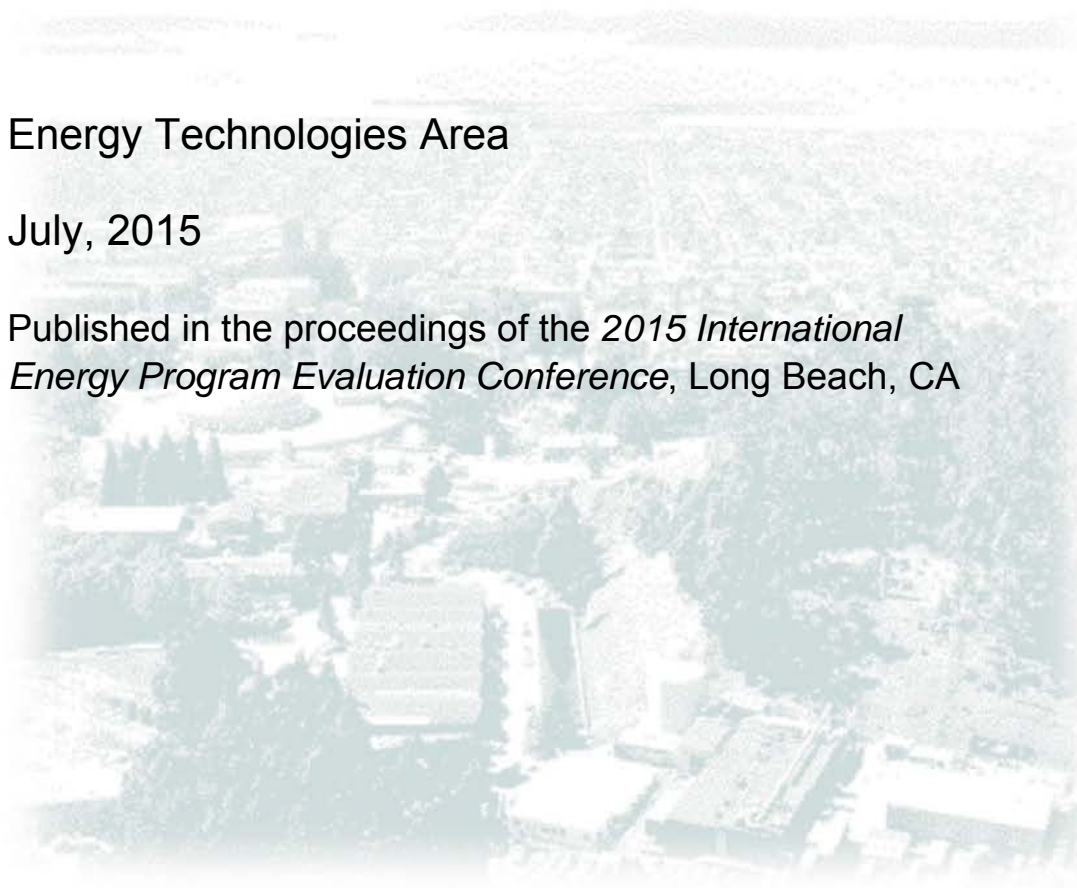 Energy Technologies Area
July, 2015
Published in the proceedings of the 2015 International
Energy Program Evaluation Conference, Long Beach, CA